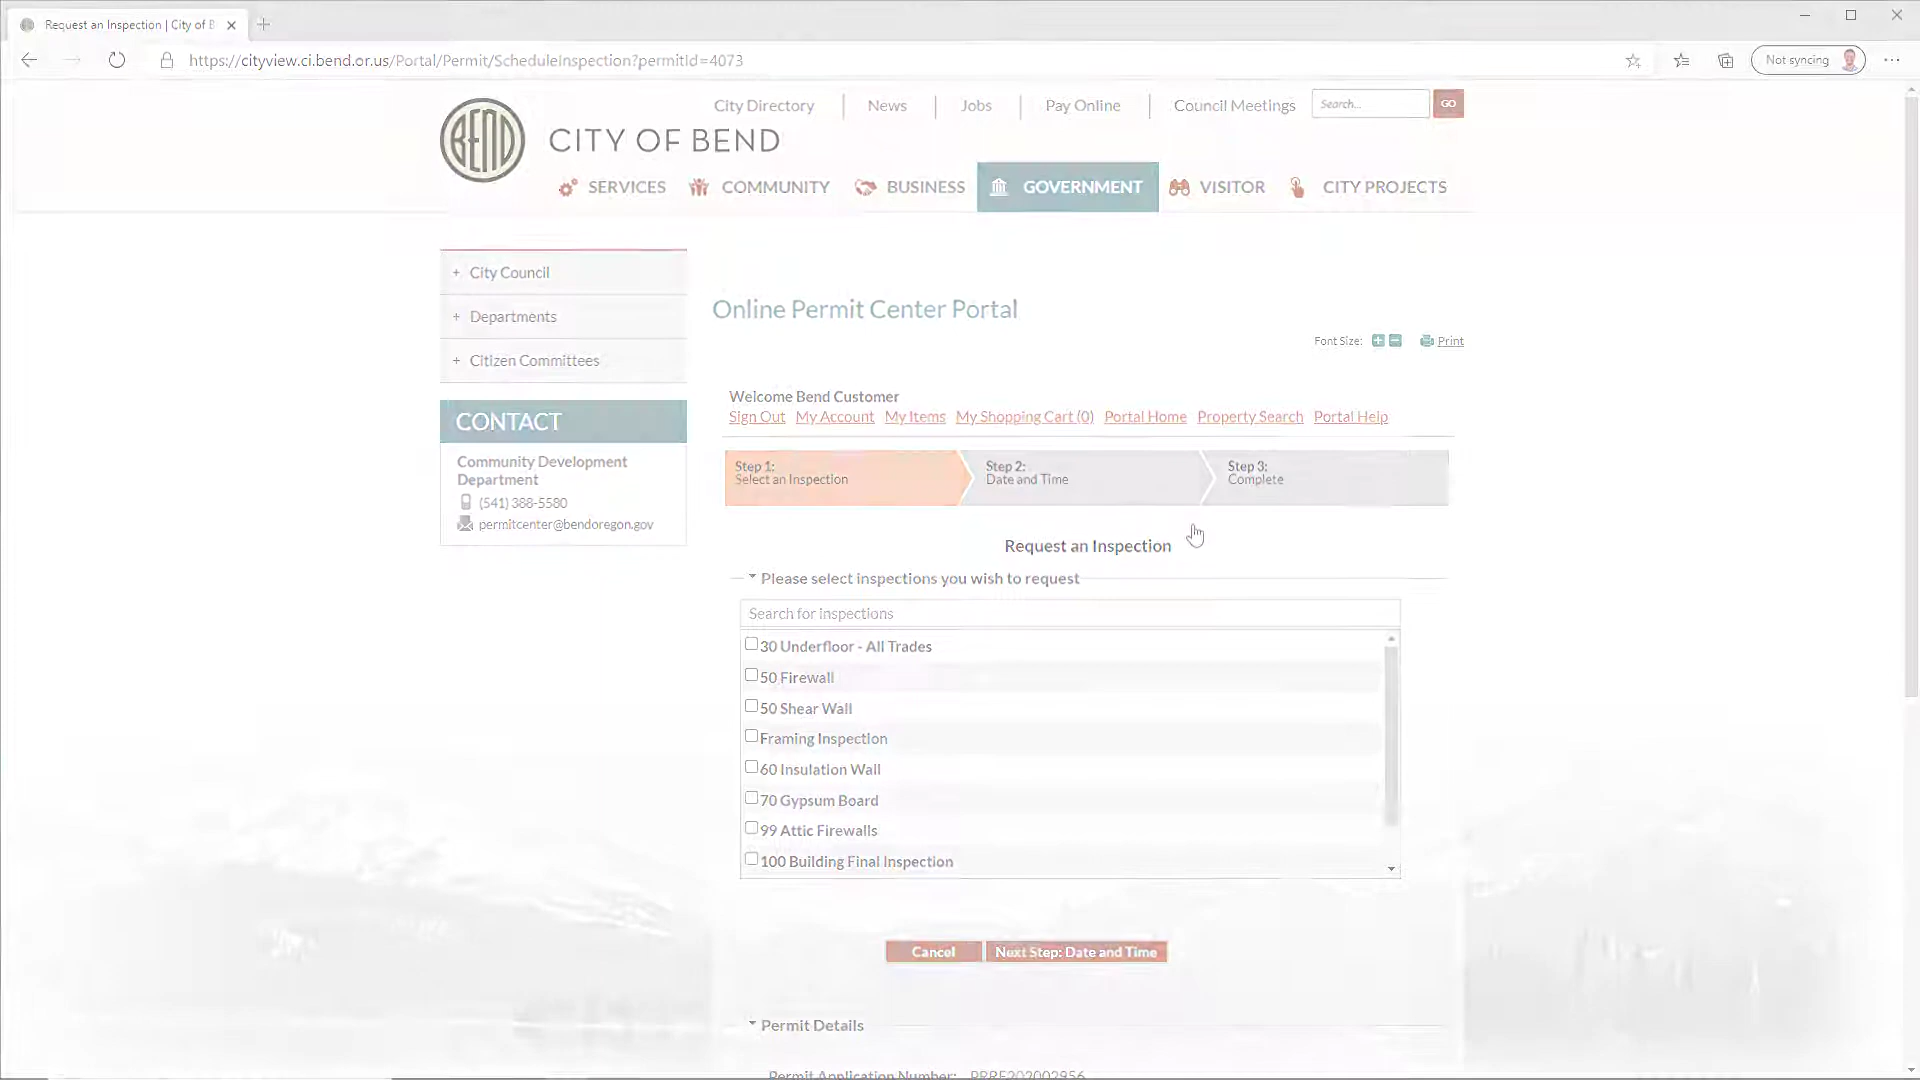 Request an Inspection | City of B
https://cityview.ci.bend.or.us/Portal/Permit/ScheduleInspection?permitId=4073
Not syncing
City Directory
News
Jobs
Pay Online
Council Meetings
Search...
GO
BEND
CITY OF BEND
SERVICES
COMMUNITY
BUSINESS
GOVERNMENT
VISITOR
CITY PROJECTS
+ City Council
+ Departments
+ Citizen Committees
CONTACT
Community Development
Department
(541) 388-5580
permitcenter@bendoregon.gov
Online Permit Center Portal
Font Size:
Print
Welcome Bend Customer
Sign Out My Account My Items My Shopping Cart (0) Portal Home Property Search Portal Help
Step 1:
Select an Inspection
Step 2:
Date and Time
Step 3:
Complete
Request an Inspection
Please select inspections you wish to request
Search for inspections
30 Underfloor - All Trades
50 Firewall
50 Shear Wall
Framing Inspection
60 Insulation Wall
70 Gypsum Board
99 Attic Firewalls
100 Building Final Inspection
Cancel
Next Step: Date and Time
Permit Details
Permit Application Number: PRRE202002956